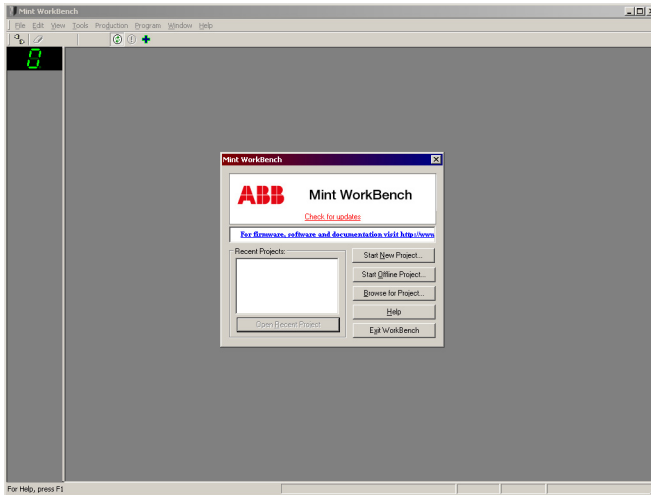 Mint WorkBench
File Edit View Tools Production Program Window Help
0
Mint WorkBench
ABB Mint WorkBench
Check for updates
For firmware, software and documentation visit http://www
Recent Projects:
Start New Project...
Start Offline Project...
Browse for Project...
Help
Open Recent Project
Exit WorkBench
For Help, press F1